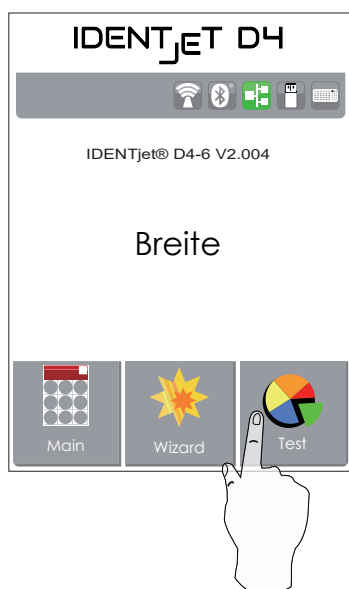 IDENTjET D4
IDENTjet® D4-6 V2.004
Breite
Main
Wizard
Test